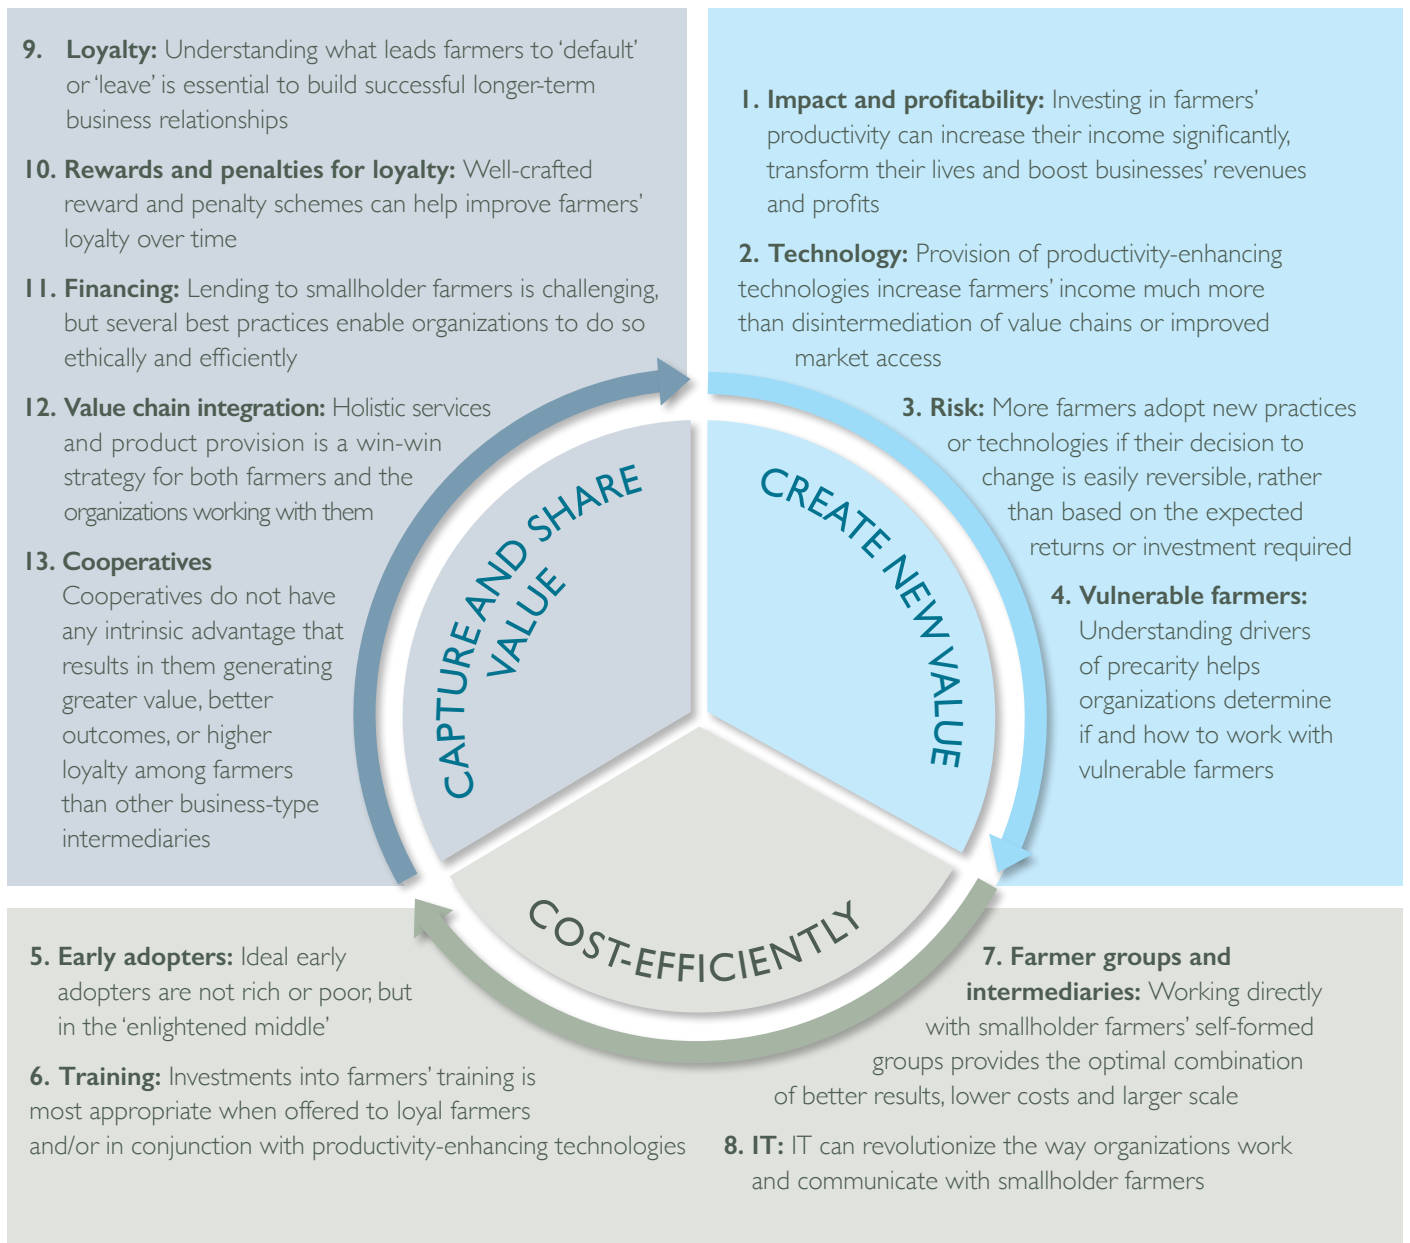 9. Loyalty: Understanding what leads farmers to ‘default’
or ‘leave’ is essential to build successful longer-term
business relationships
10. Rewards and penalties for loyalty: Well-crafted
reward and penalty schemes can help improve farmers’
loyalty over time
11. Financing: Lending to smallholder farmers is challenging,
but several best practices enable organizations to do so
ethically and efficiently
12. Value chain integration: Holistic services
and product provision is a win-win
strategy for both farmers and the
organizations working with them
13. Cooperatives
Cooperatives do not have
any intrinsic advantage that
results in them generating
greater value, better
outcomes, or higher
loyalty among farmers
than other business-type
intermediaries
1. Impact and profitability: Investing in farmers’
productivity can increase their income significantly,
transform their lives and boost businesses’ revenues
and profits
2. Technology: Provision of productivity-enhancing
technologies increase farmers’ income much more
than disintermediation of value chains or improved
market access
3. Risk: More farmers adopt new practices
or technologies if their decision to
change is easily reversible, rather
than based on the expected
returns or investment required
4. Vulnerable farmers:
Understanding drivers
of precarity helps
organizations determine
if and how to work with
vulnerable farmers
CAPTURE AND SHARE
VALUE
CREATE NEW VALUE
COST-EFFICIENTLY
5. Early adopters: Ideal early
adopters are not rich or poor, but
in the ‘enlightened middle’
6. Training: Investments into farmers’ training is
most appropriate when offered to loyal farmers
and/or in conjunction with productivity-enhancing technologies
7. Farmer groups and
intermediaries: Working directly
with smallholder farmers’ self-formed
groups provides the optimal combination
of better results, lower costs and larger scale
8. IT: IT can revolutionize the way organizations work
and communicate with smallholder farmers